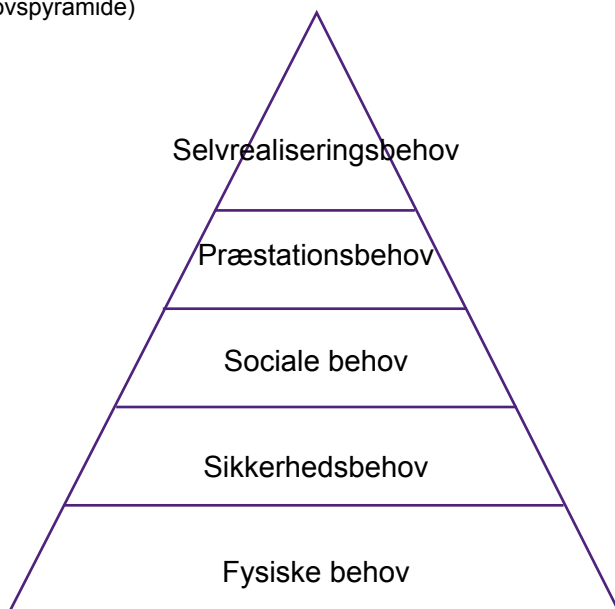 ovspyramide)
Selvrealiseringsbehov
Præstationsbehov
Sociale behov
Sikkerhedsbehov
Fysiske behov